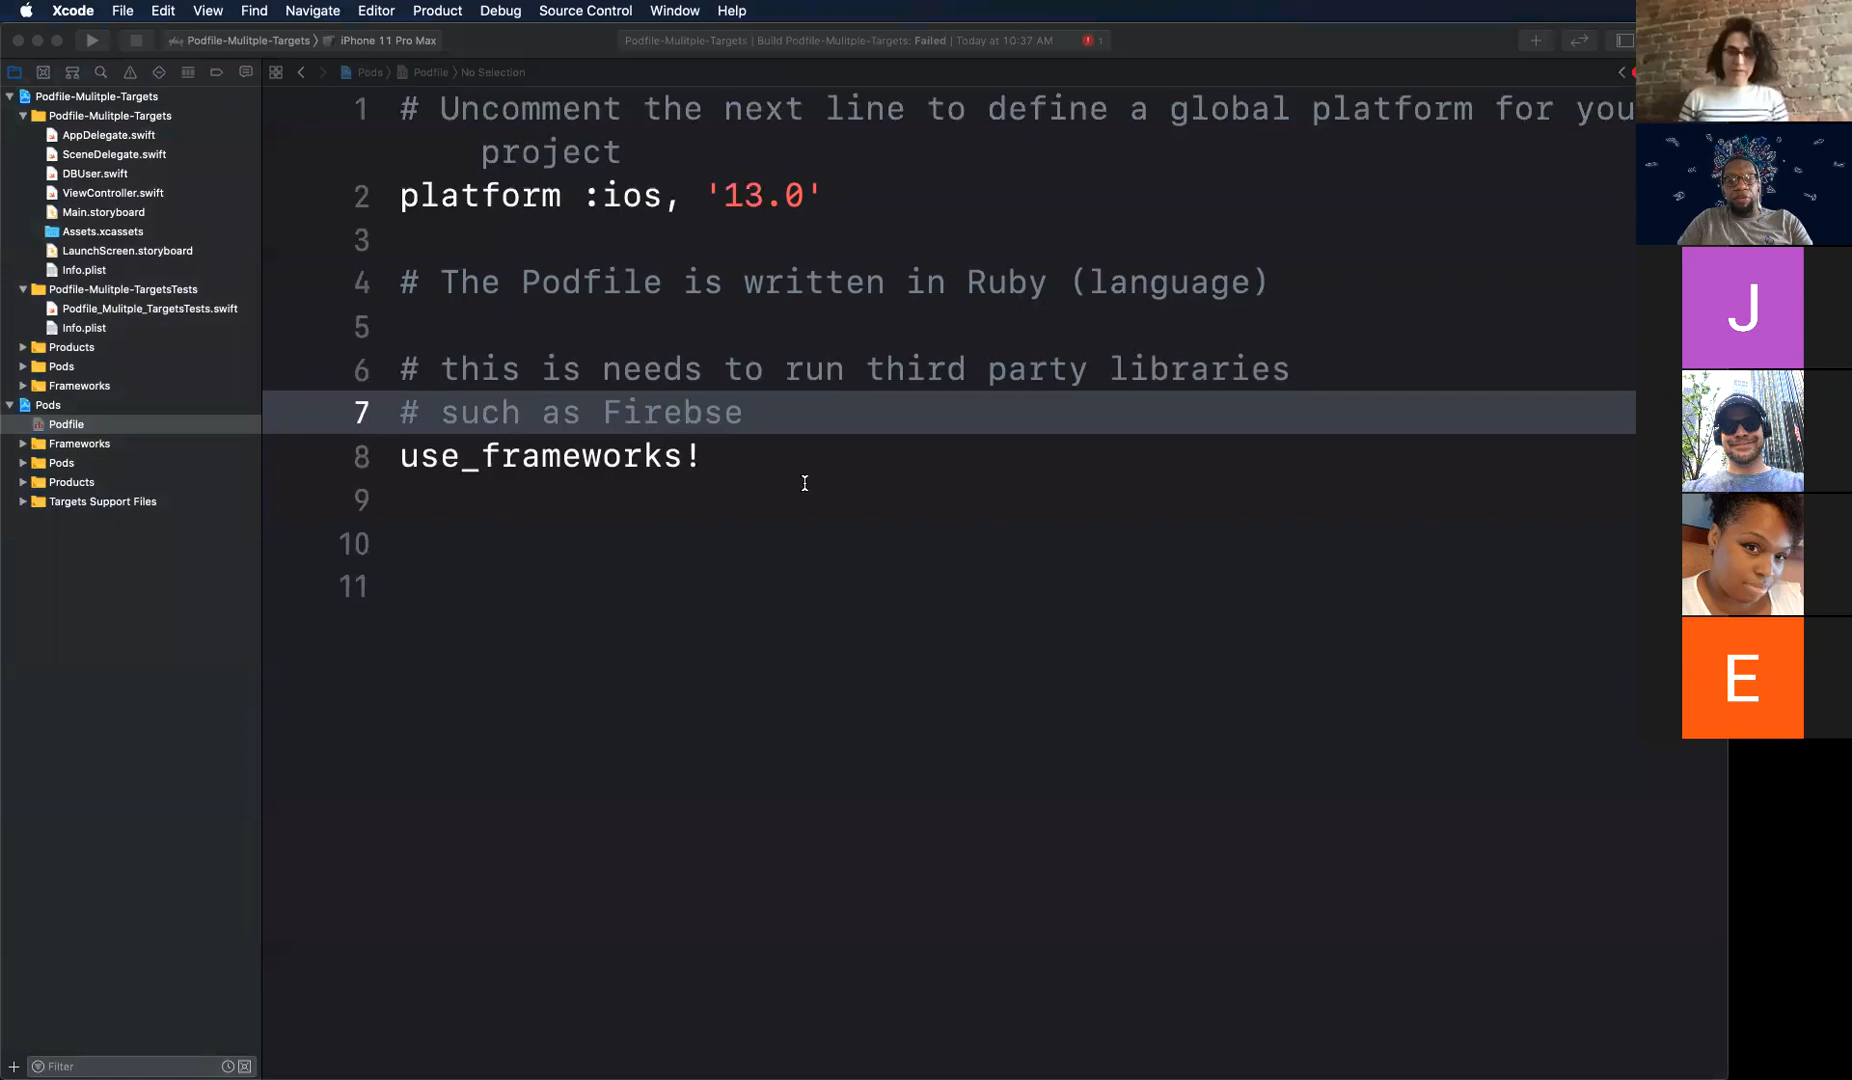 Xcode File Edit View Find Navigate Editor Product Debug Source Control Window Help
Podfile-Mulitple-Targets iPhone 11 Pro Max
Podfile-Mulitple-Targets | Build Podfile-Mulitple-Targets: Failed | Today at 10:37 AM 1
Pods Podfile No Selection
Podfile-Mulitple-Targets
Podfile-Mulitple-Targets
AppDelegate.swift
SceneDelegate.swift
DBUser.swift
ViewController.swift
Main.storyboard
Assets.xcassets
LaunchScreen.storyboard
Info.plist
Podfile-Mulitple-TargetsTests
Podfile_Mulitple_TargetsTests.swift
Info.plist
Products
Pods
Frameworks
Pods
Podfile
Frameworks
Pods
Products
Targets Support Files
Filter
1 # Uncomment the next line to define a global platform for you
project
2 platform :ios, '13.0'
3
4 # The Podfile is written in Ruby (language)
5
6 # this is needs to run third party libraries
7 # such as Firebse
8 use_frameworks!
9
10
11
J
E